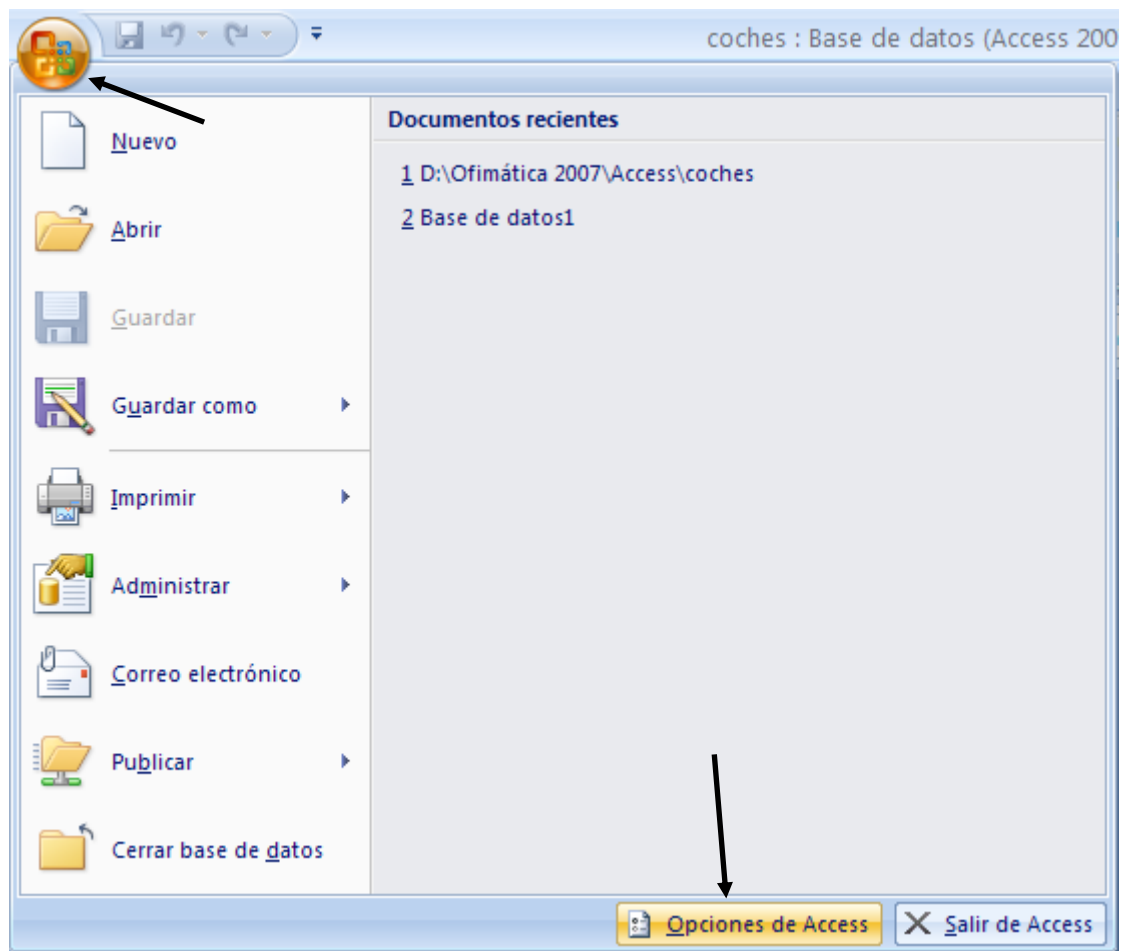 coches : Base de datos (Access 200
Nuevo
Abrir
Guardar
Guardar como
Imprimir
Administrar
Correo electrónico
Publicar
Cerrar base de datos
Documentos recientes
1 D:\Ofimática 2007\Access\coches
2 Base de datos1
Opciones de Access
Salir de Access